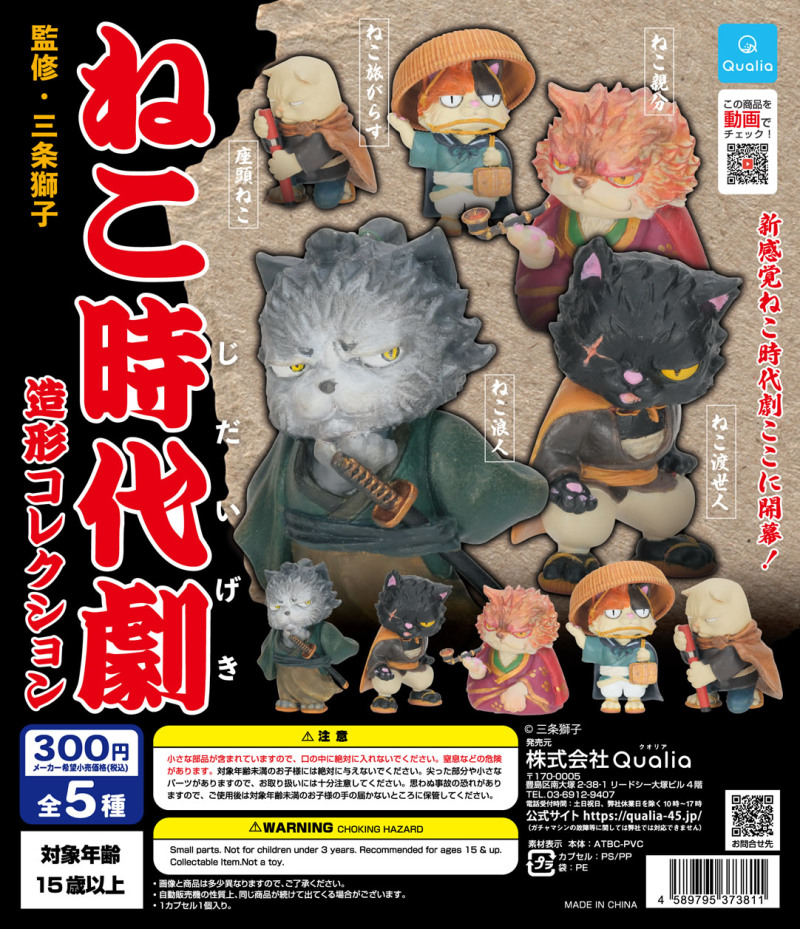 監修・三条獅子
ねこ時代劇
じだいげき
造形コレクション
座頭ねこ
ねこ旅がらす
ねこ親分
ねこ浪人
ねこ渡世人
Qualia
この商品を
動画で
チェック！
新感覚ねこ時代劇ここに開幕！
300円
メーカー希望小売価格(税込)
全5種
対象年齢
15歳以上
⚠注意
小さな部品が含まれていますので、口の中に絶対に入れないでください。窒息などの危険
があります。対象年齢未満のお子様には絶対に与えないでください。尖った部分や小さな
パーツがありますので、お取り扱いには十分注意してください。思わぬ事故の恐れがありま
すので、ご使用後は対象年齢未満のお子様の手の届かないところに保管してください。
⚠WARNING CHOKING HAZARD
Small parts. Not for children under 3 years. Recommended for ages 15 & up.
Collectable Item.Not a toy.
・画像と商品は多少異なりますので、ご了承ください。
・自動販売機の性質上、同じ商品が続けて出てくる場合がございます。
・1カプセル1個入り。
© 三条獅子
発売元
クオリア
株式会社Qualia
〒170-0005
豊島区南大塚 2-38-1 リードシー大塚ビル 4階
TEL.03-6912-9407
電話受付時間：土日祝日、弊社休業日を除く10時~17時
公式サイト https://qualia-45.jp/
(ガチャマシンの故障等に関しては弊社では対応できません)
素材表示 本体：ATBC-PVC
プラ
カプセル：PS/PP
袋：PE
お問合せ先
MADE IN CHINA
4 589795 373811